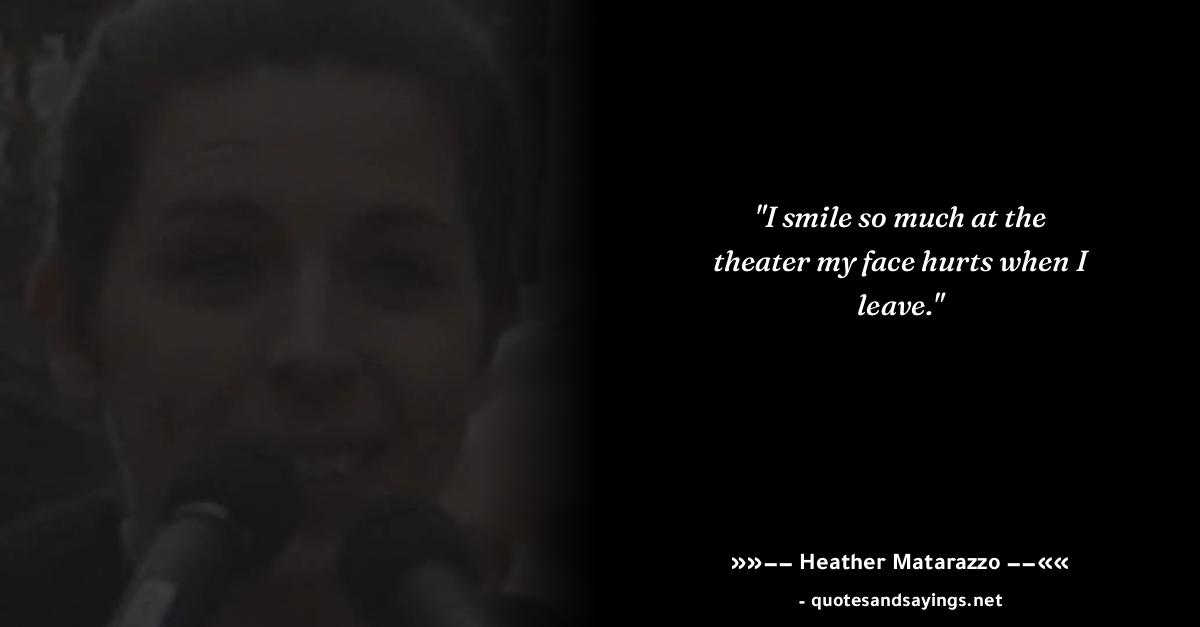 "I smile so much at the
theater my face hurts when I
leave."
»»−− Heather Matarazzo −−««
- quotesandsayings.net